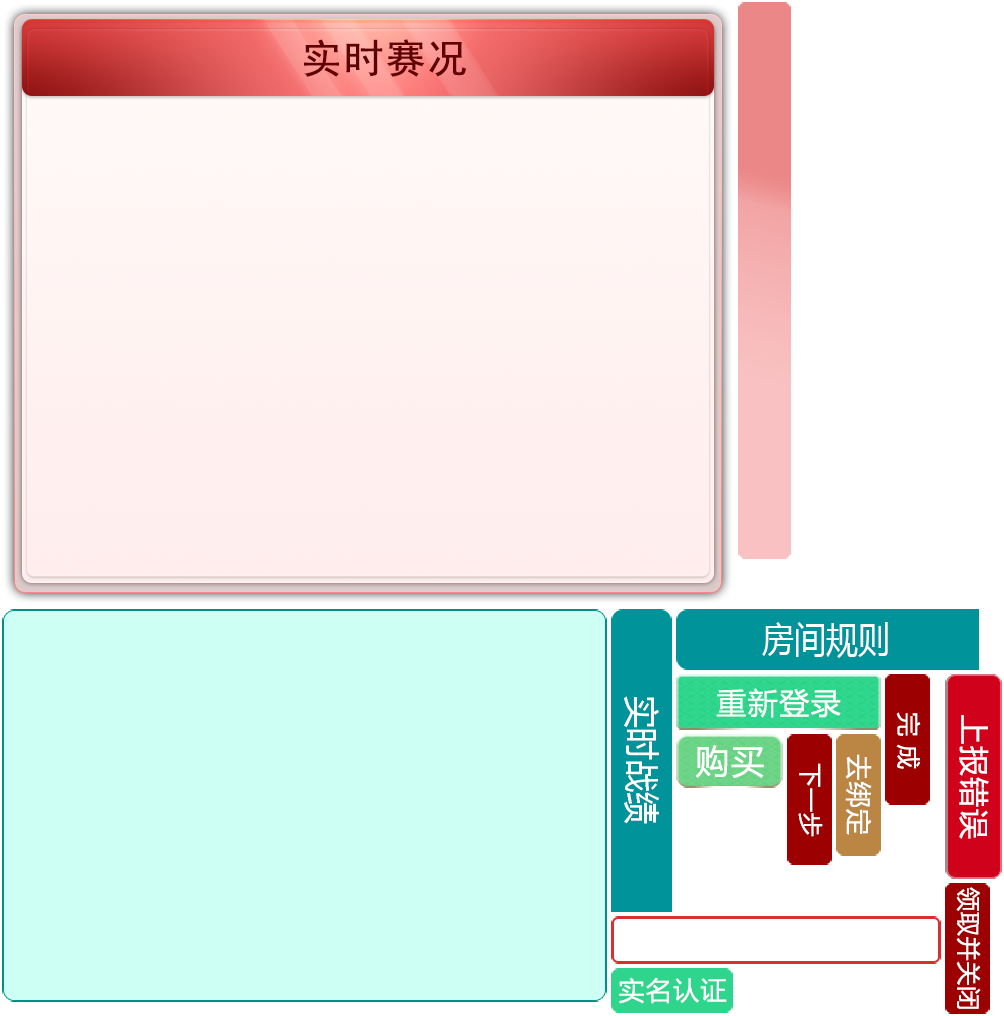 实时赛况
房间规则
实时战绩
重新登录
完成
上报错误
购买
下一步
去绑定
领取并关闭
实名认证